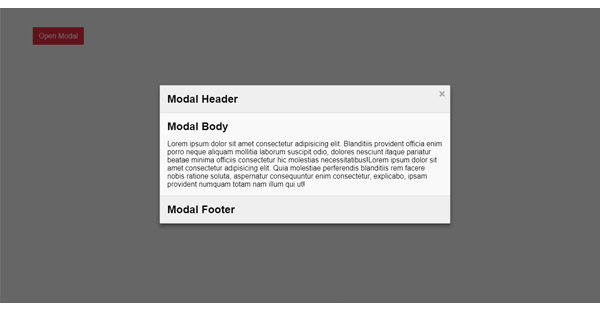 Open Modal
×
Modal Header
Modal Body
Lorem ipsum dolor sit amet consectetur adipisicing elit. Blanditiis provident officia enim
porro neque aliquam mollitia laborum suscipit odio, dolores nesciunt itaque pariatur
beatae minima officiis consectetur hic molestias necessitatibus!Lorem ipsum dolor sit
amet consectetur adipisicing elit. Quia molestiae perferendis blanditiis rem facere
nobis ratione soluta, aspernatur consequuntur enim consectetur, explicabo, ipsam
provident numquam totam nam illum qui ut!
Modal Footer